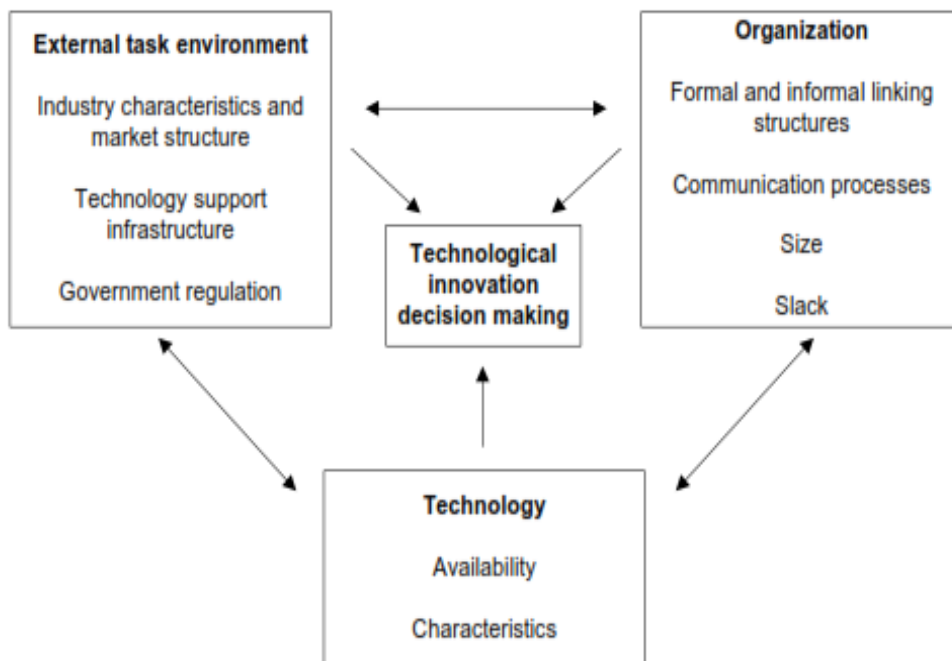 External task environment
Industry characteristics and
market structure
Technology support
infrastructure
Government regulation
Organization
Formal and informal linking
structures
Communication processes
Size
Slack
Technological
innovation
decision making
Technology
Availability
Characteristics